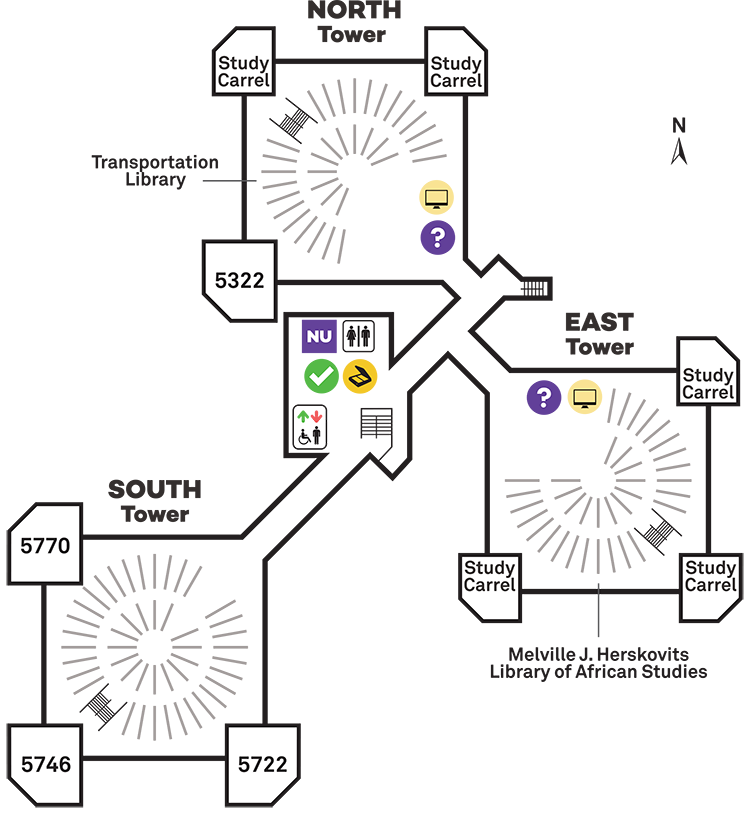 NORTH
Tower
Study
Carrel
Study
Carrel
N
Transportation
Library
?
5322
NU
EAST
Tower
Study
Carrel
?
SOUTH
Tower
5770
Study
Carrel
Study
Carrel
Melville J. Herskovits
Library of African Studies
5746
5722